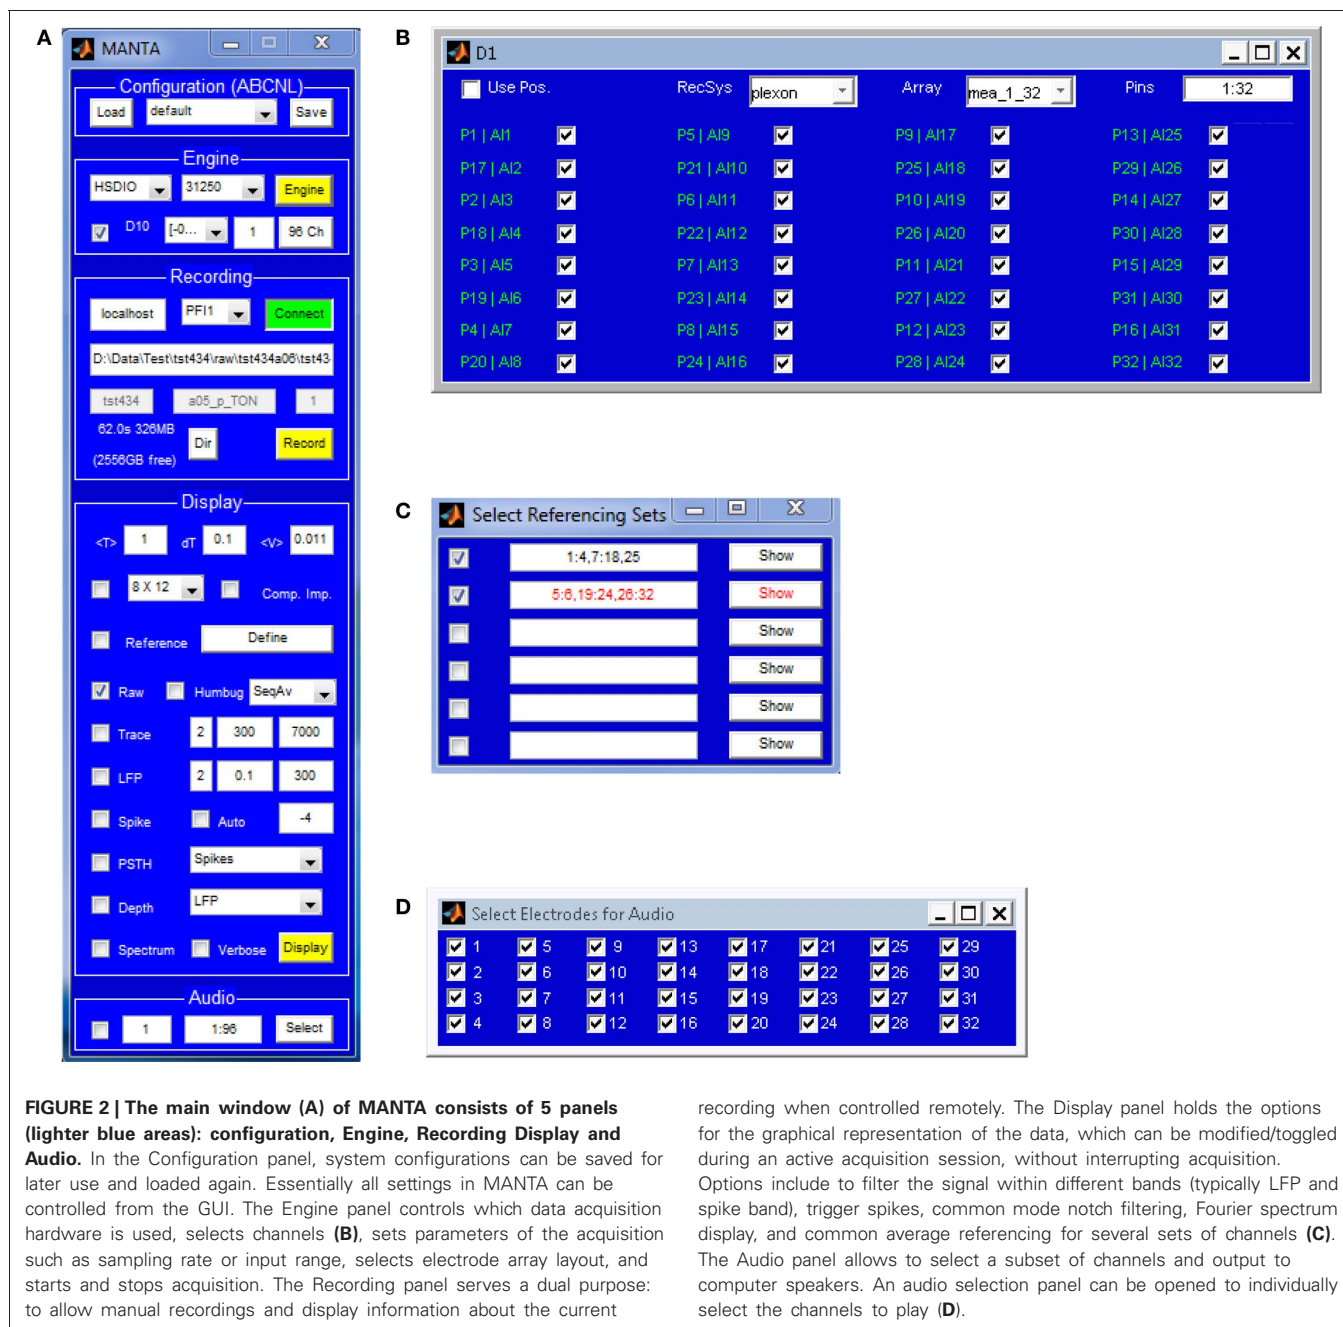 A
MANTA
Configuration (ABCNL)
Load default Save
Engine
HSDIO 31250 Engine
D10 [-0... 1 96 Ch
Recording
localhost PFI1 Connect
D:\Data\Test\tst434\raw\tst434a06\tst43
tst434 a05_p_TON 1
62.0s 326MB
(2556GB free) Dir Record
Display
<T> 1 dT 0.1 <V> 0.011
8 X 12 Comp. Imp.
Reference Define
Raw Humbug SeqAv
Trace 2 300 7000
LFP 2 0.1 300
Spike Auto -4
PSTH Spikes
Depth LFP
Spectrum Verbose Display
Audio
1 1:96 Select
B
D1
Use Pos. RecSys plexon Array mea_1_32 Pins 1:32
P1 | AI1 P5 | AI9 P9 | AI17 P13 | AI25
P17 | AI2 P21 | AI10 P25 | AI18 P29 | AI26
P2 | AI3 P6 | AI11 P10 | AI19 P14 | AI27
P18 | AI4 P22 | AI12 P26 | AI20 P30 | AI28
P3 | AI5 P7 | AI13 P11 | AI21 P15 | AI29
P19 | AI6 P23 | AI14 P27 | AI22 P31 | AI30
P4 | AI7 P8 | AI15 P12 | AI23 P16 | AI31
P20 | AI8 P24 | AI16 P28 | AI24 P32 | AI32
C
Select Referencing Sets
1:4,7:18,25 Show
5:6,19:24,26:32 Show
Show
Show
Show
Show
D
Select Electrodes for Audio
1 5 9 13 17 21 25 29
2 6 10 14 18 22 26 30
3 7 11 15 19 23 27 31
4 8 12 16 20 24 28 32
FIGURE 2 | The main window (A) of MANTA consists of 5 panels
(lighter blue areas): configuration, Engine, Recording Display and
Audio. In the Configuration panel, system configurations can be saved for
later use and loaded again. Essentially all settings in MANTA can be
controlled from the GUI. The Engine panel controls which data acquisition
hardware is used, selects channels (B), sets parameters of the acquisition
such as sampling rate or input range, selects electrode array layout, and
starts and stops acquisition. The Recording panel serves a dual purpose:
to allow manual recordings and display information about the current
recording when controlled remotely. The Display panel holds the options
for the graphical representation of the data, which can be modified/toggled
during an active acquisition session, without interrupting acquisition.
Options include to filter the signal within different bands (typically LFP and
spike band), trigger spikes, common mode notch filtering, Fourier spectrum
display, and common average referencing for several sets of channels (C).
The Audio panel allows to select a subset of channels and output to
computer speakers. An audio selection panel can be opened to individually
select the channels to play (D).